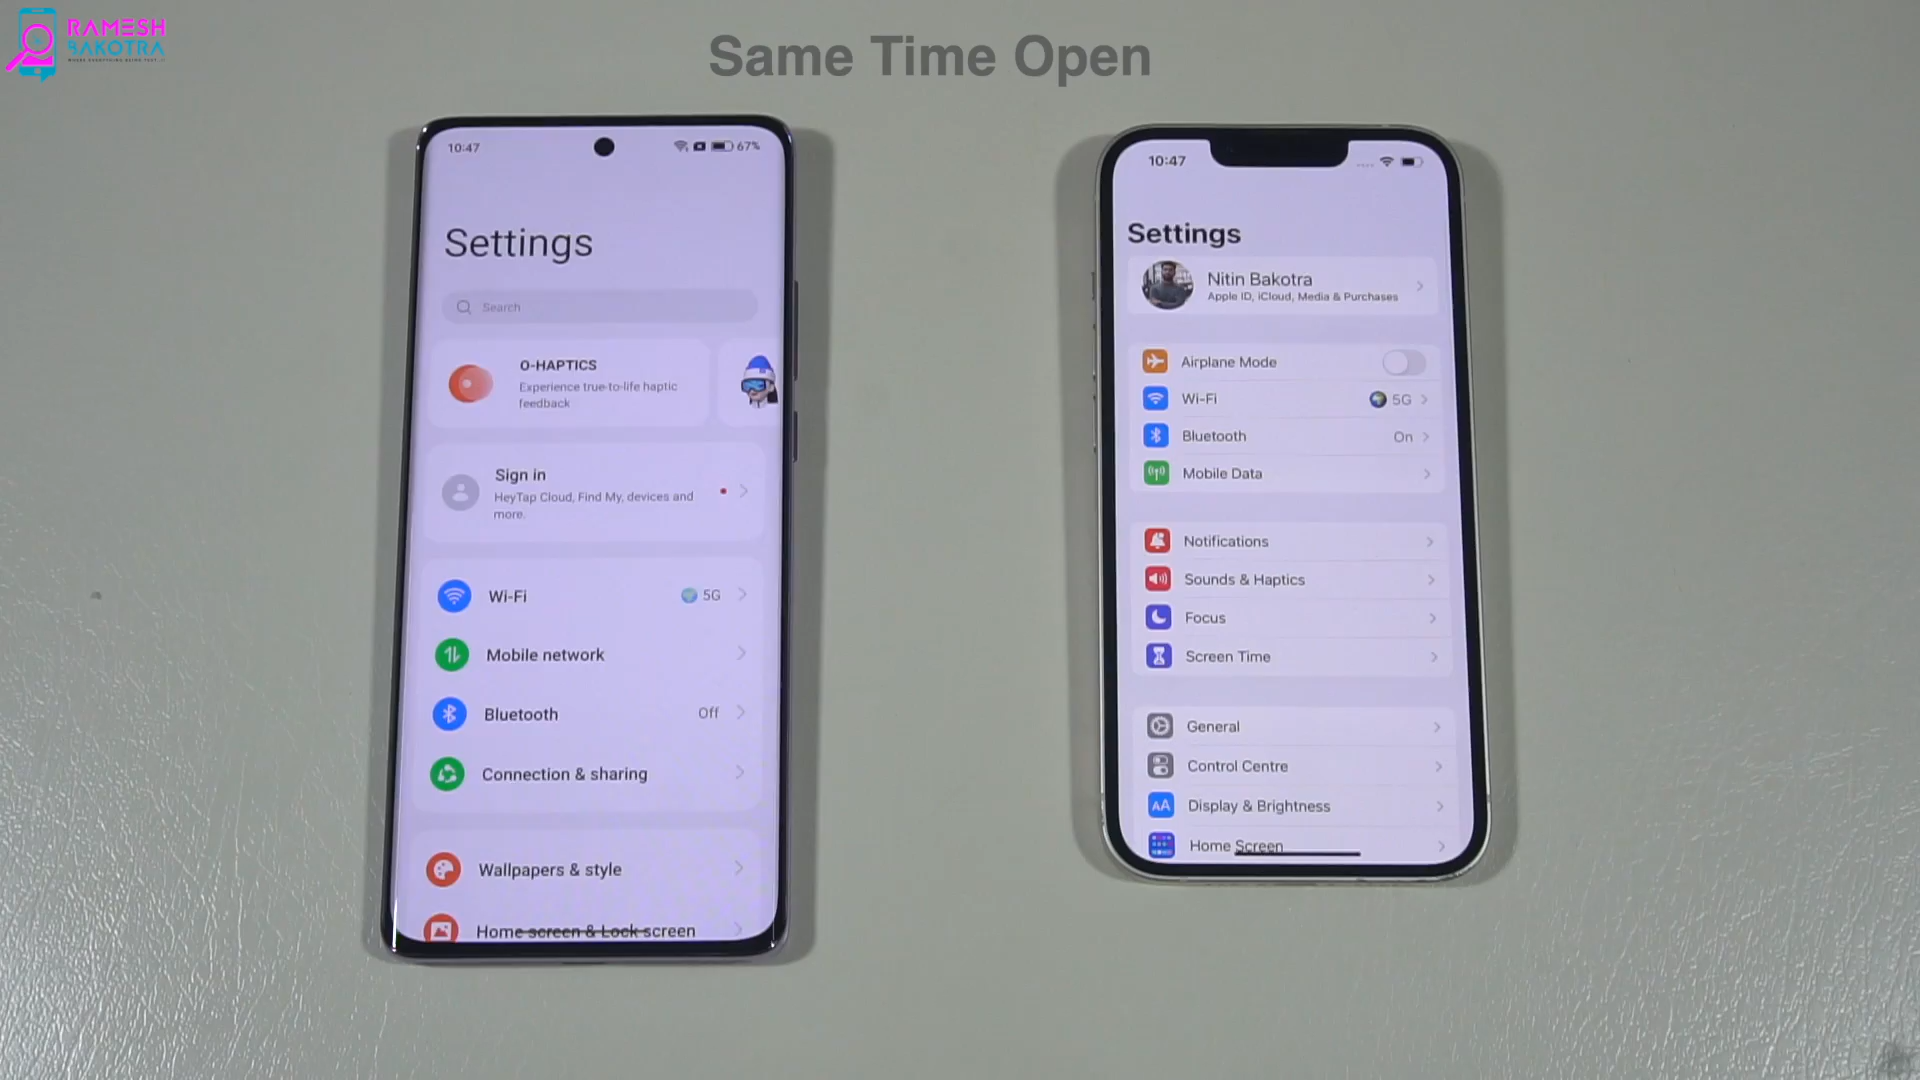 RAMESH
BAKOTRA
Same Time Open
10:47
67%
Settings
Search
O-HAPTICS
Experience true-to-life haptic
feedback
Sign in
HeyTap Cloud, Find My, devices and
more.
Wi-Fi 5G
Mobile network
Bluetooth Off
Connection & sharing
Wallpapers & style
Home screen & Lock screen
10:47
Settings
Nitin Bakotra
Apple ID, iCloud, Media & Purchases
Airplane Mode
Wi-Fi 5G
Bluetooth On
Mobile Data
Notifications
Sounds & Haptics
Focus
Screen Time
General
Control Centre
AA Display & Brightness
Home Screen